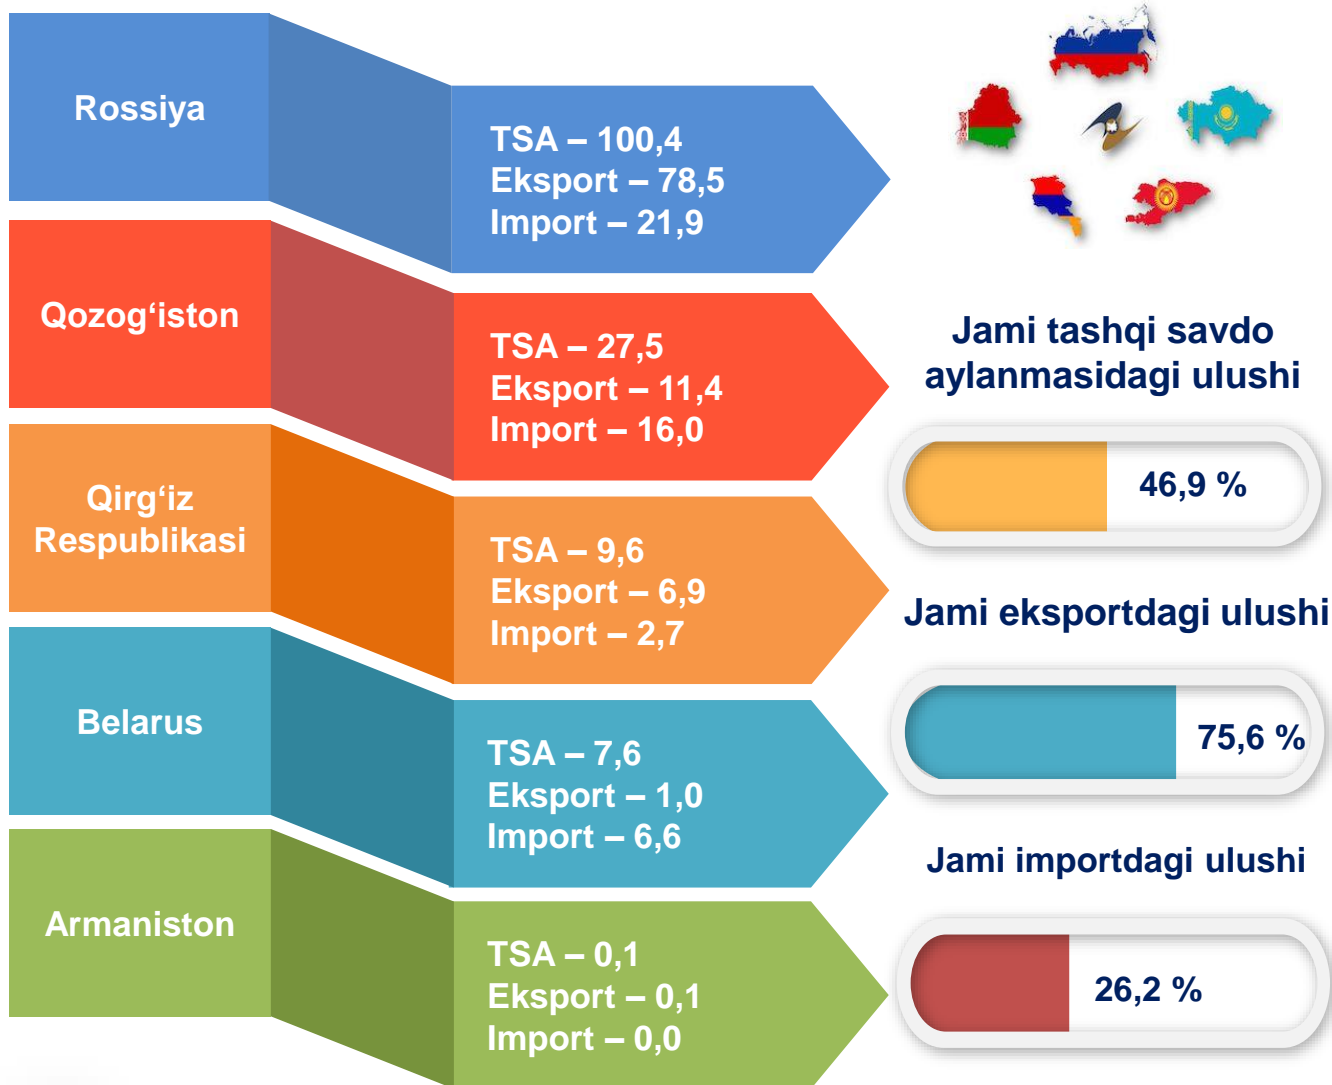 Rossiya
TSA – 100,4
Eksport – 78,5
Import – 21,9
Qozog‘iston
TSA – 27,5
Eksport – 11,4
Import – 16,0
Qirg‘iz
Respublikasi
TSA – 9,6
Eksport – 6,9
Import – 2,7
Belarus
TSA – 7,6
Eksport – 1,0
Import – 6,6
Armaniston
TSA – 0,1
Eksport – 0,1
Import – 0,0
Jami tashqi savdo
aylanmasidagi ulushi
46,9 %
Jami eksportdagi ulushi
75,6 %
Jami importdagi ulushi
26,2 %